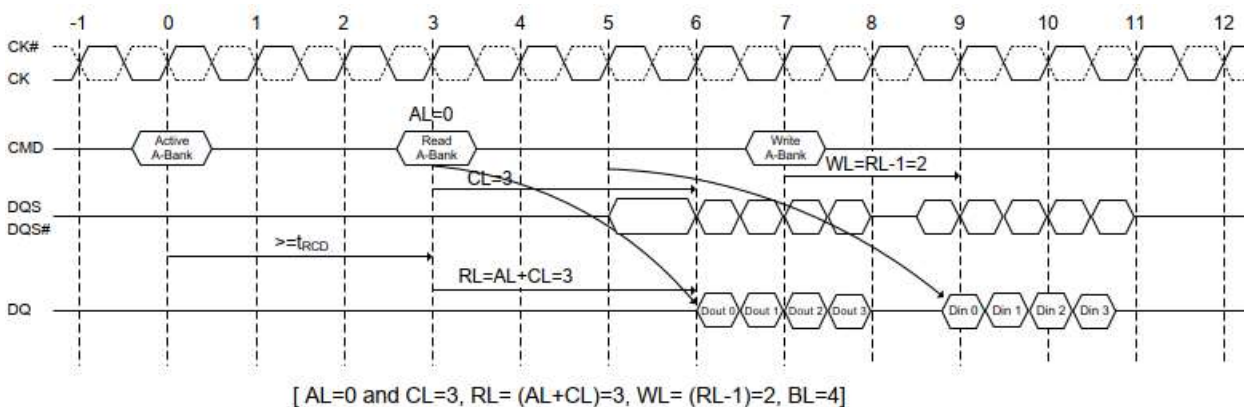 -1 0 1 2 3 4 5 6 7 8 9 10 11 12
CK#
CK
AL=0
CMD
Active
A-Bank
Read
A-Bank
Write
A-Bank
WL=RL-1=2
CL=3
DQS
DQS#
>=tRCD
RL=AL+CL=3
DQ
Dout 0 Dout 1 Dout 2 Dout 3 Din 0 Din 1 Din 2 Din 3
[ AL=0 and CL=3, RL= (AL+CL)=3, WL= (RL-1)=2, BL=4]